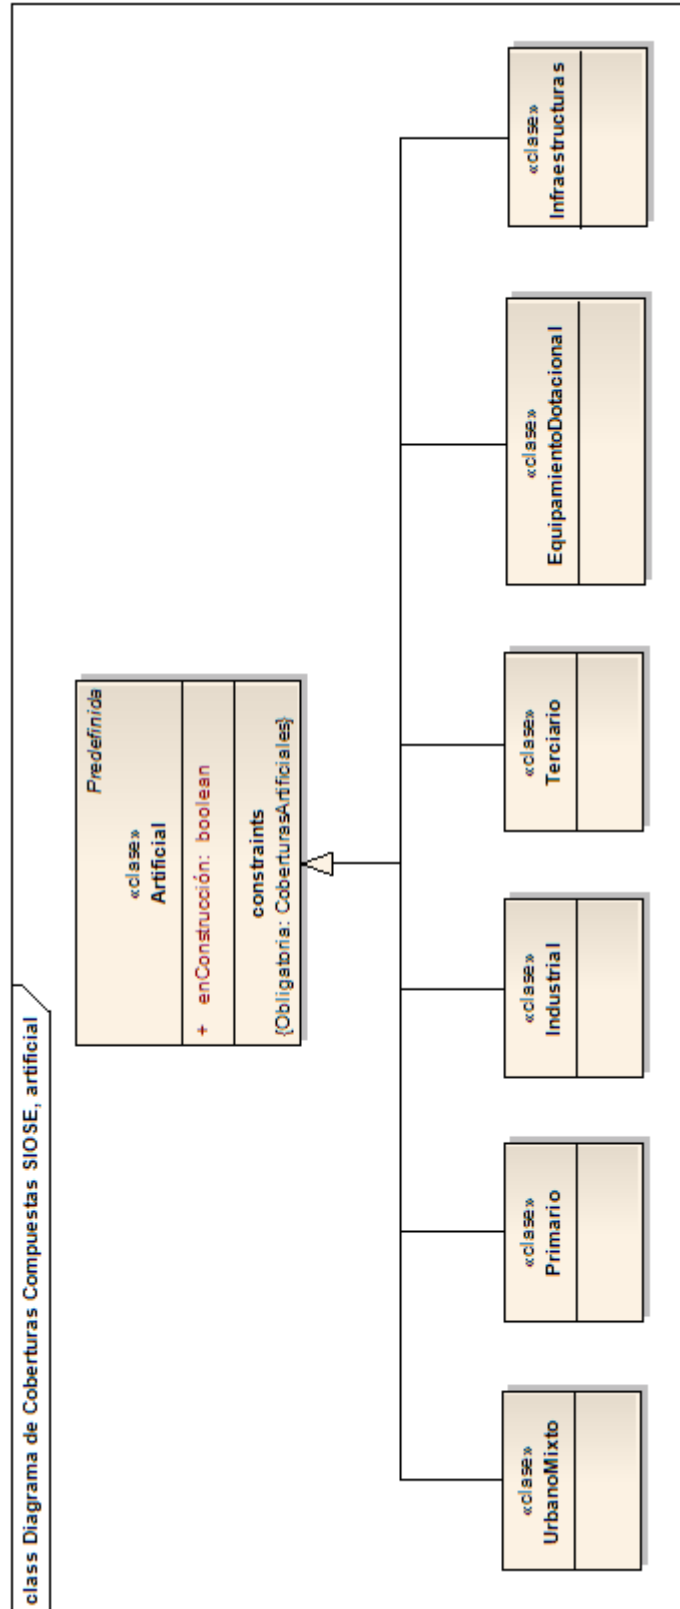 class Diagrama de Coberturas Compuestas SIOSE, artificial
Predefinida
«clase»
Artificial
+ enConstrucción: boolean
constraints
{Obligatoria: CoberturasArtificiales}
«clase»
UrbanoMixto
«clase»
Primario
«clase»
Industrial
«clase»
Terciario
«clase»
EquipamientoDotacional
«clase»
Infraestructuras